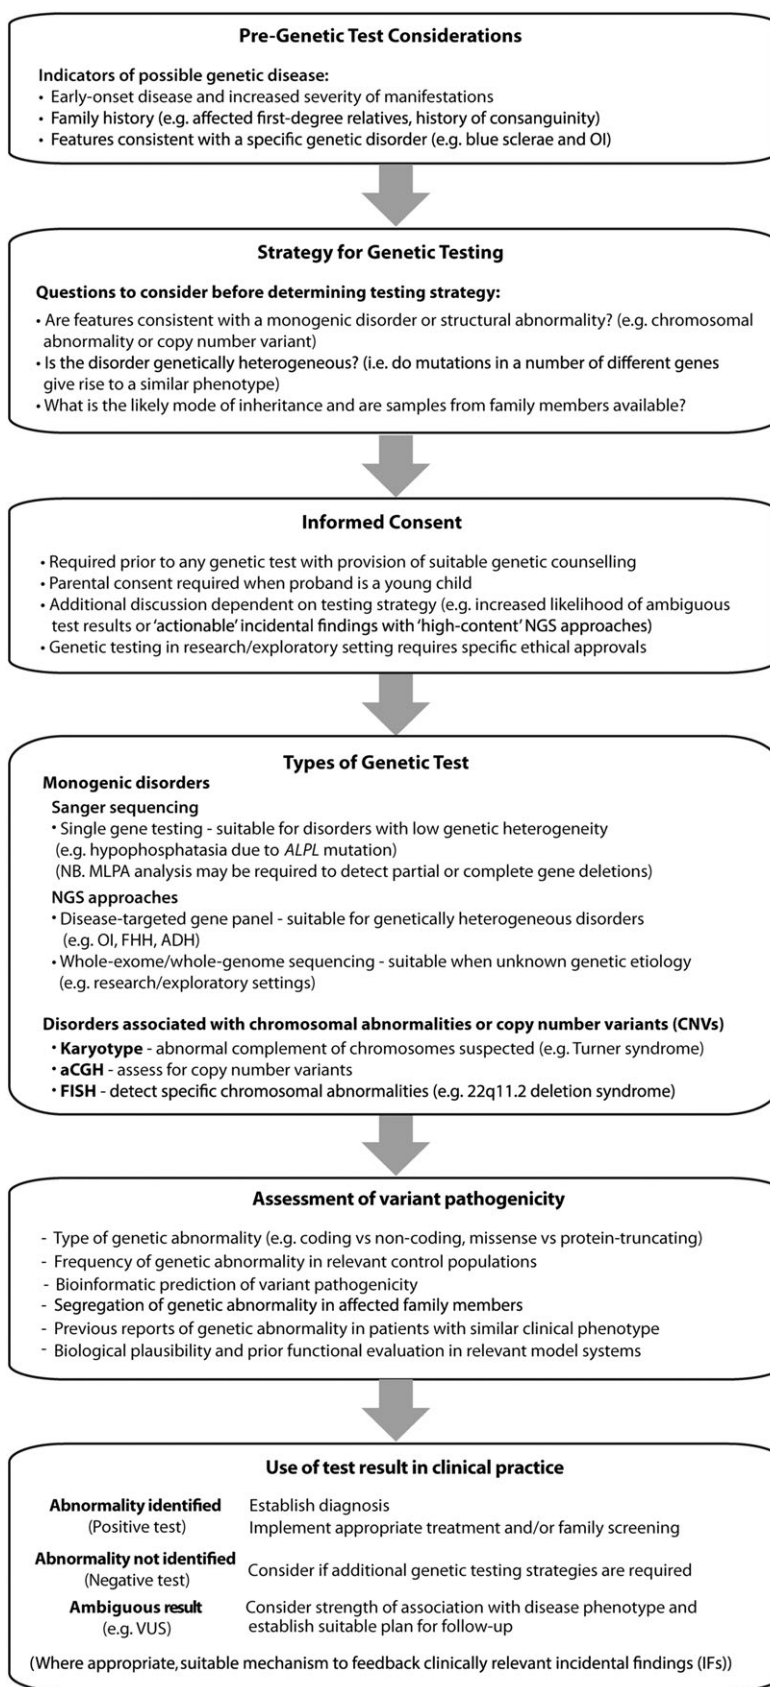 Pre-Genetic Test Considerations
Indicators of possible genetic disease:
• Early-onset disease and increased severity of manifestations
• Family history (e.g. affected first-degree relatives, history of consanguinity)
• Features consistent with a specific genetic disorder (e.g. blue sclerae and OI)
Strategy for Genetic Testing
Questions to consider before determining testing strategy:
• Are features consistent with a monogenic disorder or structural abnormality? (e.g. chromosomal
abnormality or copy number variant)
• Is the disorder genetically heterogeneous? (i.e. do mutations in a number of different genes
give rise to a similar phenotype)
• What is the likely mode of inheritance and are samples from family members available?
Informed Consent
• Required prior to any genetic test with provision of suitable genetic counselling
• Parental consent required when proband is a young child
• Additional discussion dependent on testing strategy (e.g. increased likelihood of ambiguous
test results or 'actionable' incidental findings with 'high-content' NGS approaches)
• Genetic testing in research/exploratory setting requires specific ethical approvals
Types of Genetic Test
Monogenic disorders
Sanger sequencing
• Single gene testing - suitable for disorders with low genetic heterogeneity
(e.g. hypophosphatasia due to ALPL mutation)
(NB. MLPA analysis may be required to detect partial or complete gene deletions)
NGS approaches
• Disease-targeted gene panel - suitable for genetically heterogeneous disorders
(e.g. OI, FHH, ADH)
• Whole-exome/whole-genome sequencing - suitable when unknown genetic etiology
(e.g. research/exploratory settings)
Disorders associated with chromosomal abnormalities or copy number variants (CNVs)
• Karyotype - abnormal complement of chromosomes suspected (e.g. Turner syndrome)
• aCGH - assess for copy number variants
• FISH - detect specific chromosomal abnormalities (e.g. 22q11.2 deletion syndrome)
Assessment of variant pathogenicity
- Type of genetic abnormality (e.g. coding vs non-coding, missense vs protein-truncating)
- Frequency of genetic abnormality in relevant control populations
- Bioinformatic prediction of variant pathogenicity
- Segregation of genetic abnormality in affected family members
- Previous reports of genetic abnormality in patients with similar clinical phenotype
- Biological plausibility and prior functional evaluation in relevant model systems
Use of test result in clinical practice
Abnormality identified Establish diagnosis
(Positive test) Implement appropriate treatment and/or family screening
Abnormality not identified
(Negative test) Consider if additional genetic testing strategies are required
Ambiguous result Consider strength of association with disease phenotype and
(e.g. VUS) establish suitable plan for follow-up
(Where appropriate, suitable mechanism to feedback clinically relevant incidental findings (IFs))